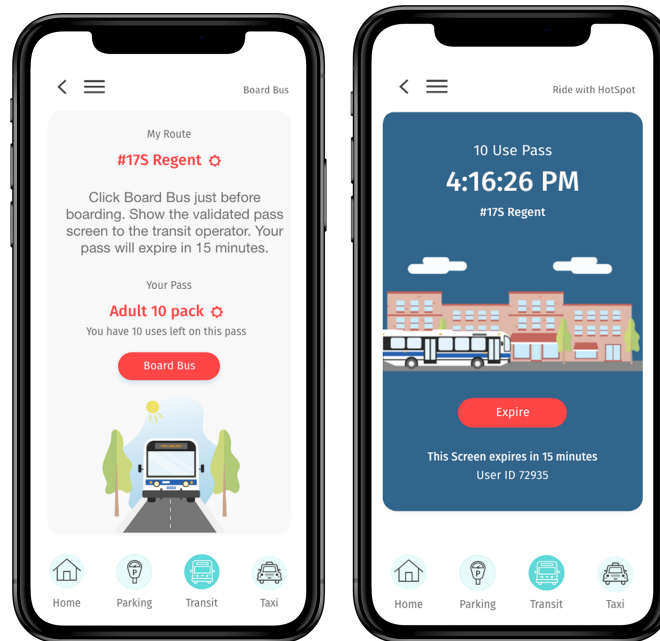 Board Bus
My Route
#17S Regent
Click Board Bus just before
boarding. Show the validated pass
screen to the transit operator. Your
pass will expire in 15 minutes.
Your Pass
Adult 10 pack
You have 10 uses left on this pass
Board Bus
Home
Parking
Transit
Taxi
Ride with HotSpot
10 Use Pass
4:16:26 PM
#17S Regent
Expire
This Screen expires in 15 minutes
User ID 72935
Home
Parking
Transit
Taxi